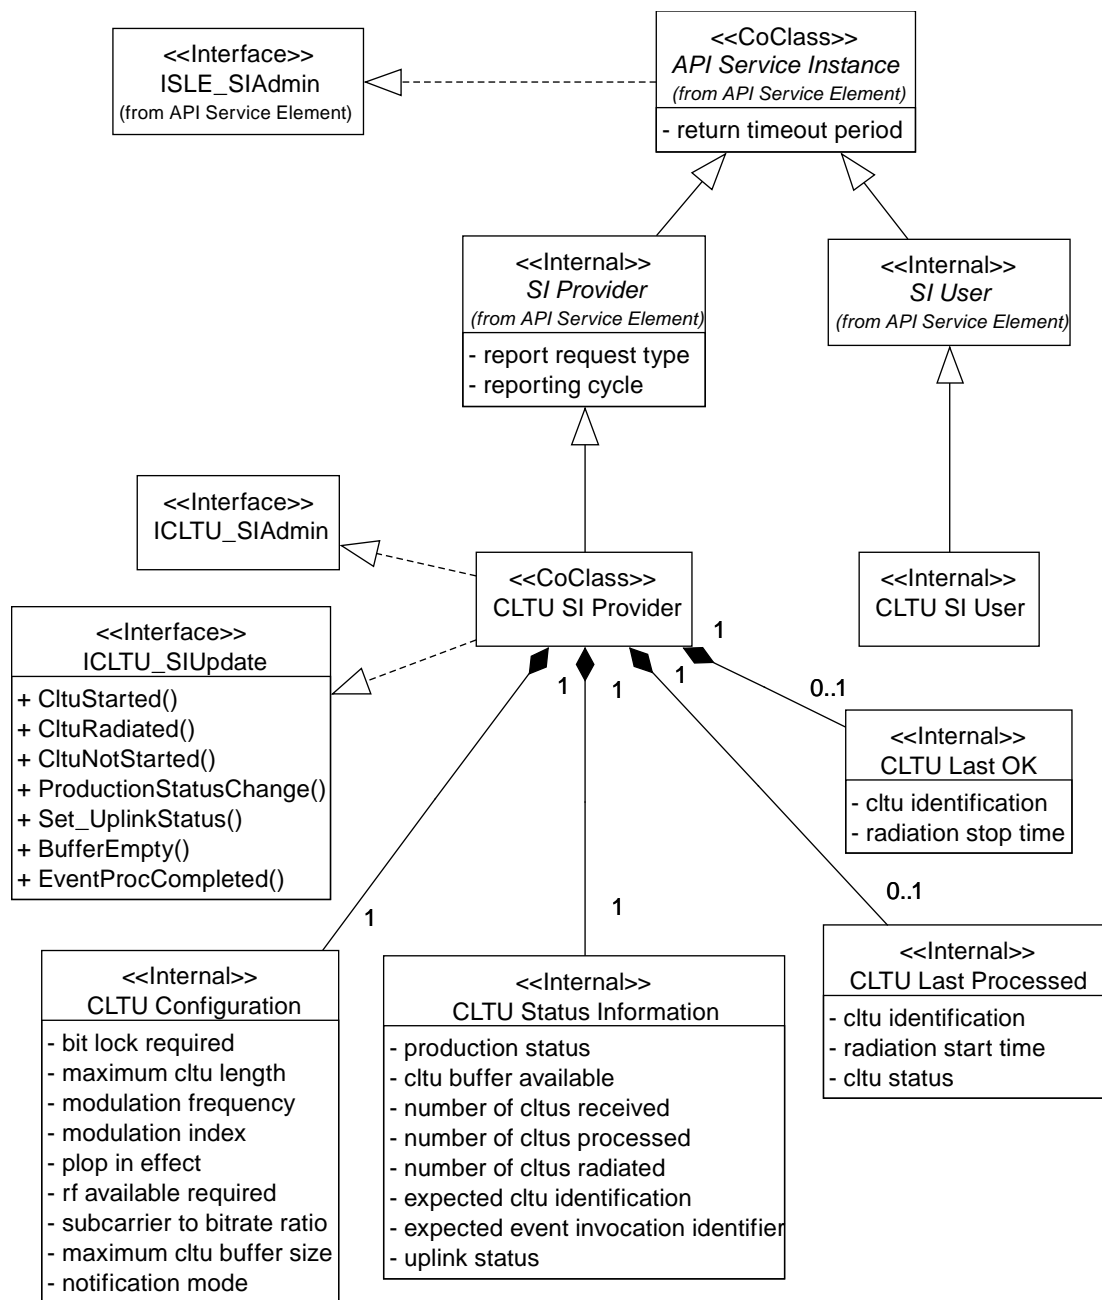 <<Interface>>
ISLE_SIAdmin
(from API Service Element)
<<CoClass>>
API Service Instance
(from API Service Element)
- return timeout period
<<Internal>>
SI Provider
(from API Service Element)
- report request type
- reporting cycle
<<Internal>>
SI User
(from API Service Element)
<<Interface>>
ICLTU_SIAdmin
<<CoClass>>
CLTU SI Provider
<<Internal>>
CLTU SI User
<<Interface>>
ICLTU_SIUpdate
+ CltuStarted()
+ CltuRadiated()
+ CltuNotStarted()
+ ProductionStatusChange()
+ Set_UplinkStatus()
+ BufferEmpty()
+ EventProcCompleted()
1
1
1
1
0..1
<<Internal>>
CLTU Last OK
- cltu identification
- radiation stop time
1
1
0..1
<<Internal>>
CLTU Configuration
- bit lock required
- maximum cltu length
- modulation frequency
- modulation index
- plop in effect
- rf available required
- subcarrier to bitrate ratio
- maximum cltu buffer size
- notification mode
<<Internal>>
CLTU Status Information
- production status
- cltu buffer available
- number of cltus received
- number of cltus processed
- number of cltus radiated
- expected cltu identification
- expected event invocation identifier
- uplink status
<<Internal>>
CLTU Last Processed
- cltu identification
- radiation start time
- cltu status